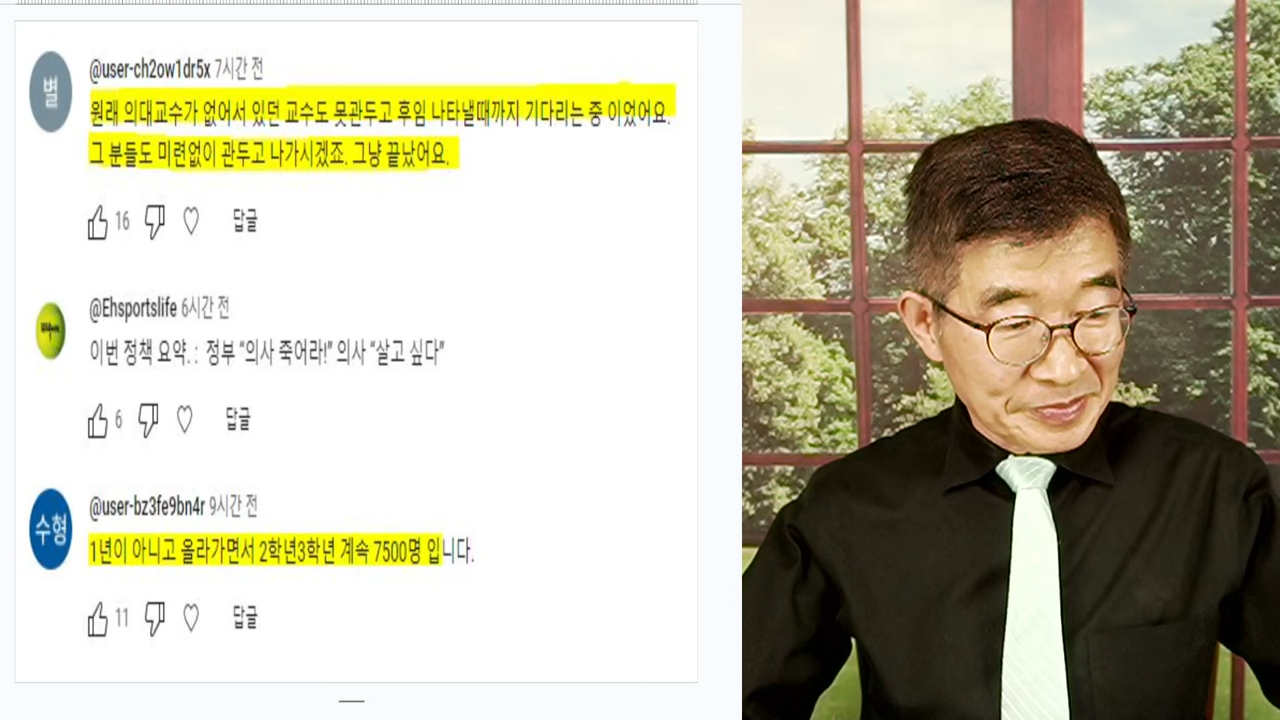 별
@user-ch2ow1dr5x 7시간 전
원래 의대교수가 없어서 있던 교수도 못관두고 후임 나타낼때까지 기다리는 중 이었어요.
그 분들도 미련없이 관두고 나가시겠죠. 그냥 끝났어요.
16 답글
@Ehsportslife 6시간 전
이번 정책 요약. : 정부 “의사 죽어라!” 의사 “살고 싶다”
6 답글
수형
@user-bz3fe9bn4r 9시간 전
1년이 아니고 올라가면서 2학년3학년 계속 7500명 입니다.
11 답글